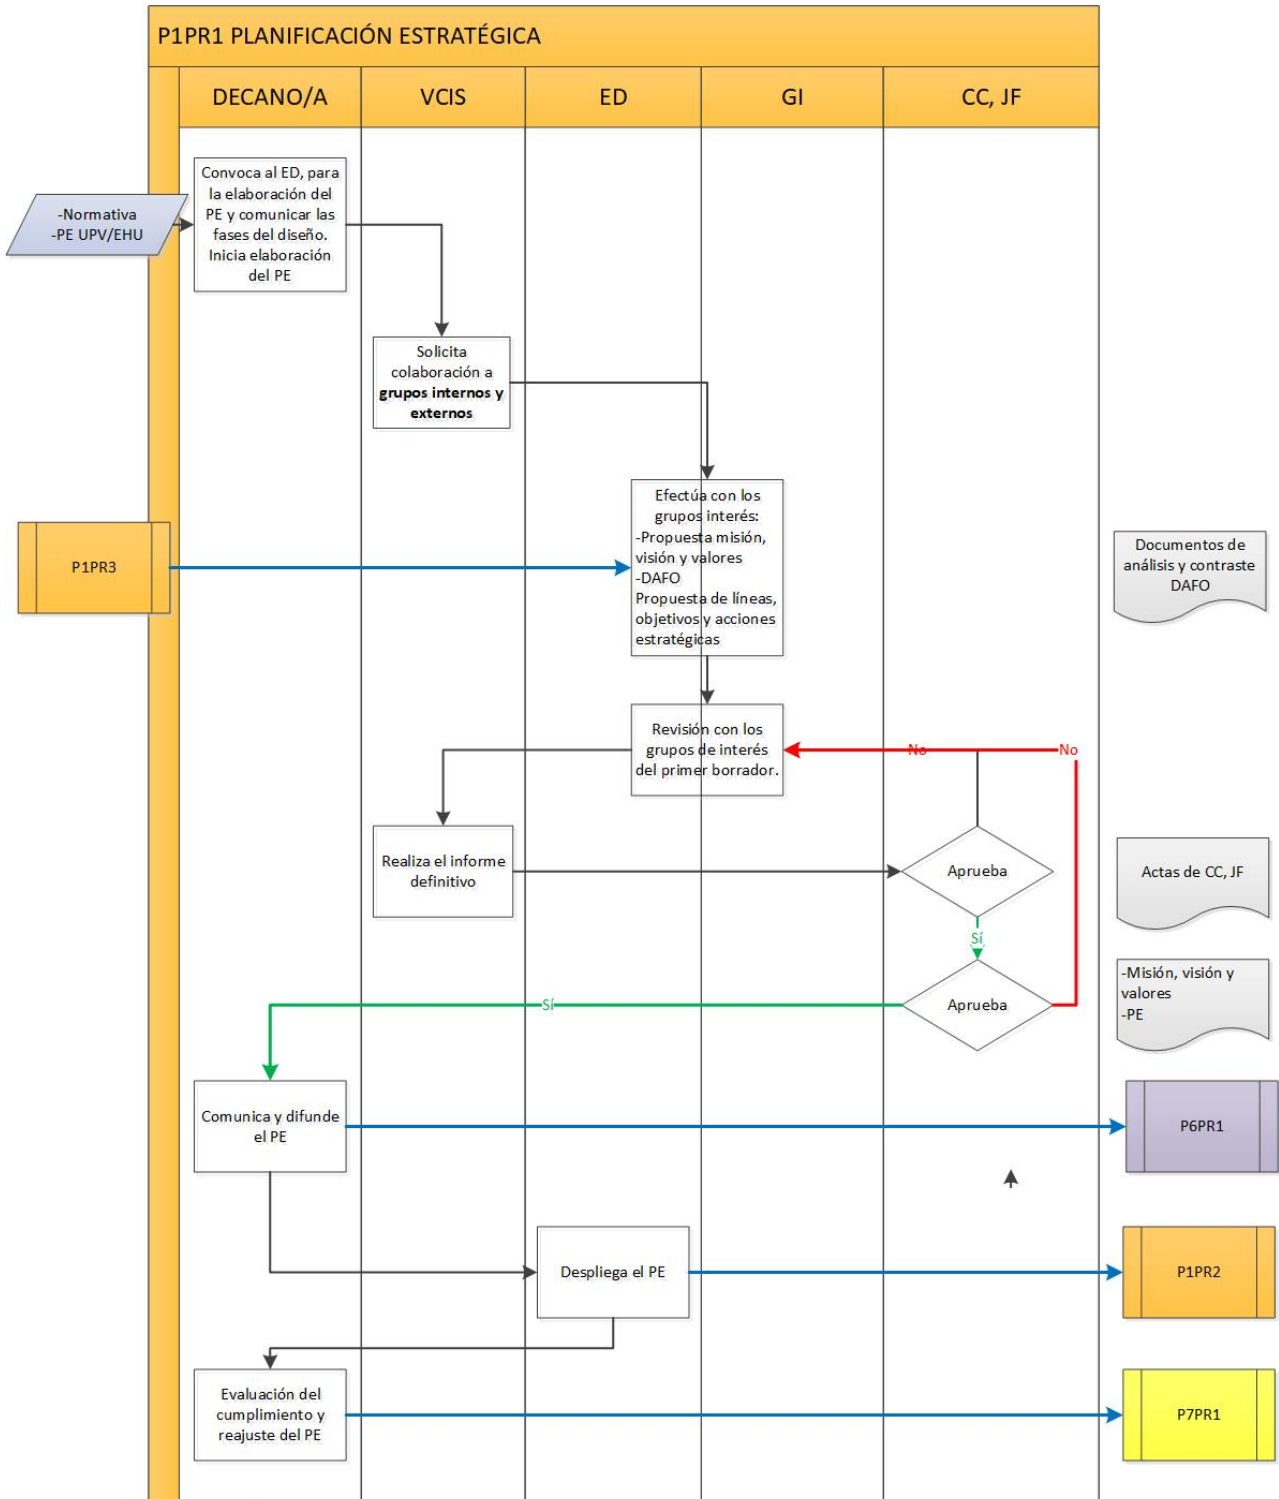 P1PR1 PLANIFICACIÓN ESTRATÉGICA
DECANO/A
VCIS
ED
GI
CC, JF
Convoca al ED, para
la elaboración del
PE y comunicar las
fases del diseño.
Inicia elaboración
del PE
-Normativa
-PE UPV/EHU
Solicita
colaboración a
grupos internos y
externos
Efectúa con los
grupos interés:
-Propuesta misión,
visión y valores
-DAFO
Propuesta de líneas,
objetivos y acciones
estratégicas
P1PR3
Documentos de
análisis y contraste
DAFO
Revisión con los
grupos de interés
del primer borrador.
No
No
Realiza el informe
definitivo
Aprueba
Actas de CC, JF
Sí
Aprueba
Sí
-Misión, visión y
valores
-PE
Comunica y difunde
el PE
P6PR1
Despliega el PE
P1PR2
Evaluación del
cumplimiento y
reajuste del PE
P7PR1